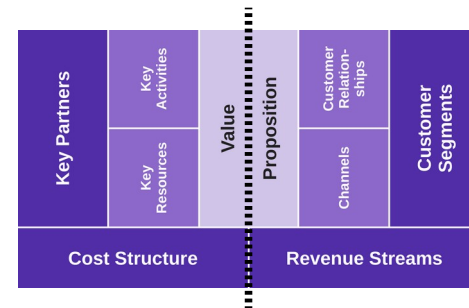 Key Partners
Key
Activities
Key
Resources
Value
Proposition
Customer
Relation-
ships
Channels
Customer
Segments
Cost Structure
Revenue Streams